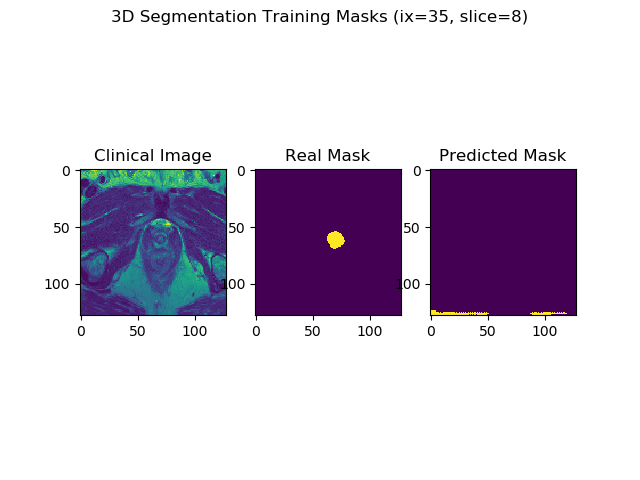 3D Segmentation Training Masks (ix=35, slice=8)
Clinical Image Real Mask Predicted Mask
0 0 0
50 50 50
100 100 100
0 50 100 0 50 100 0 50 100